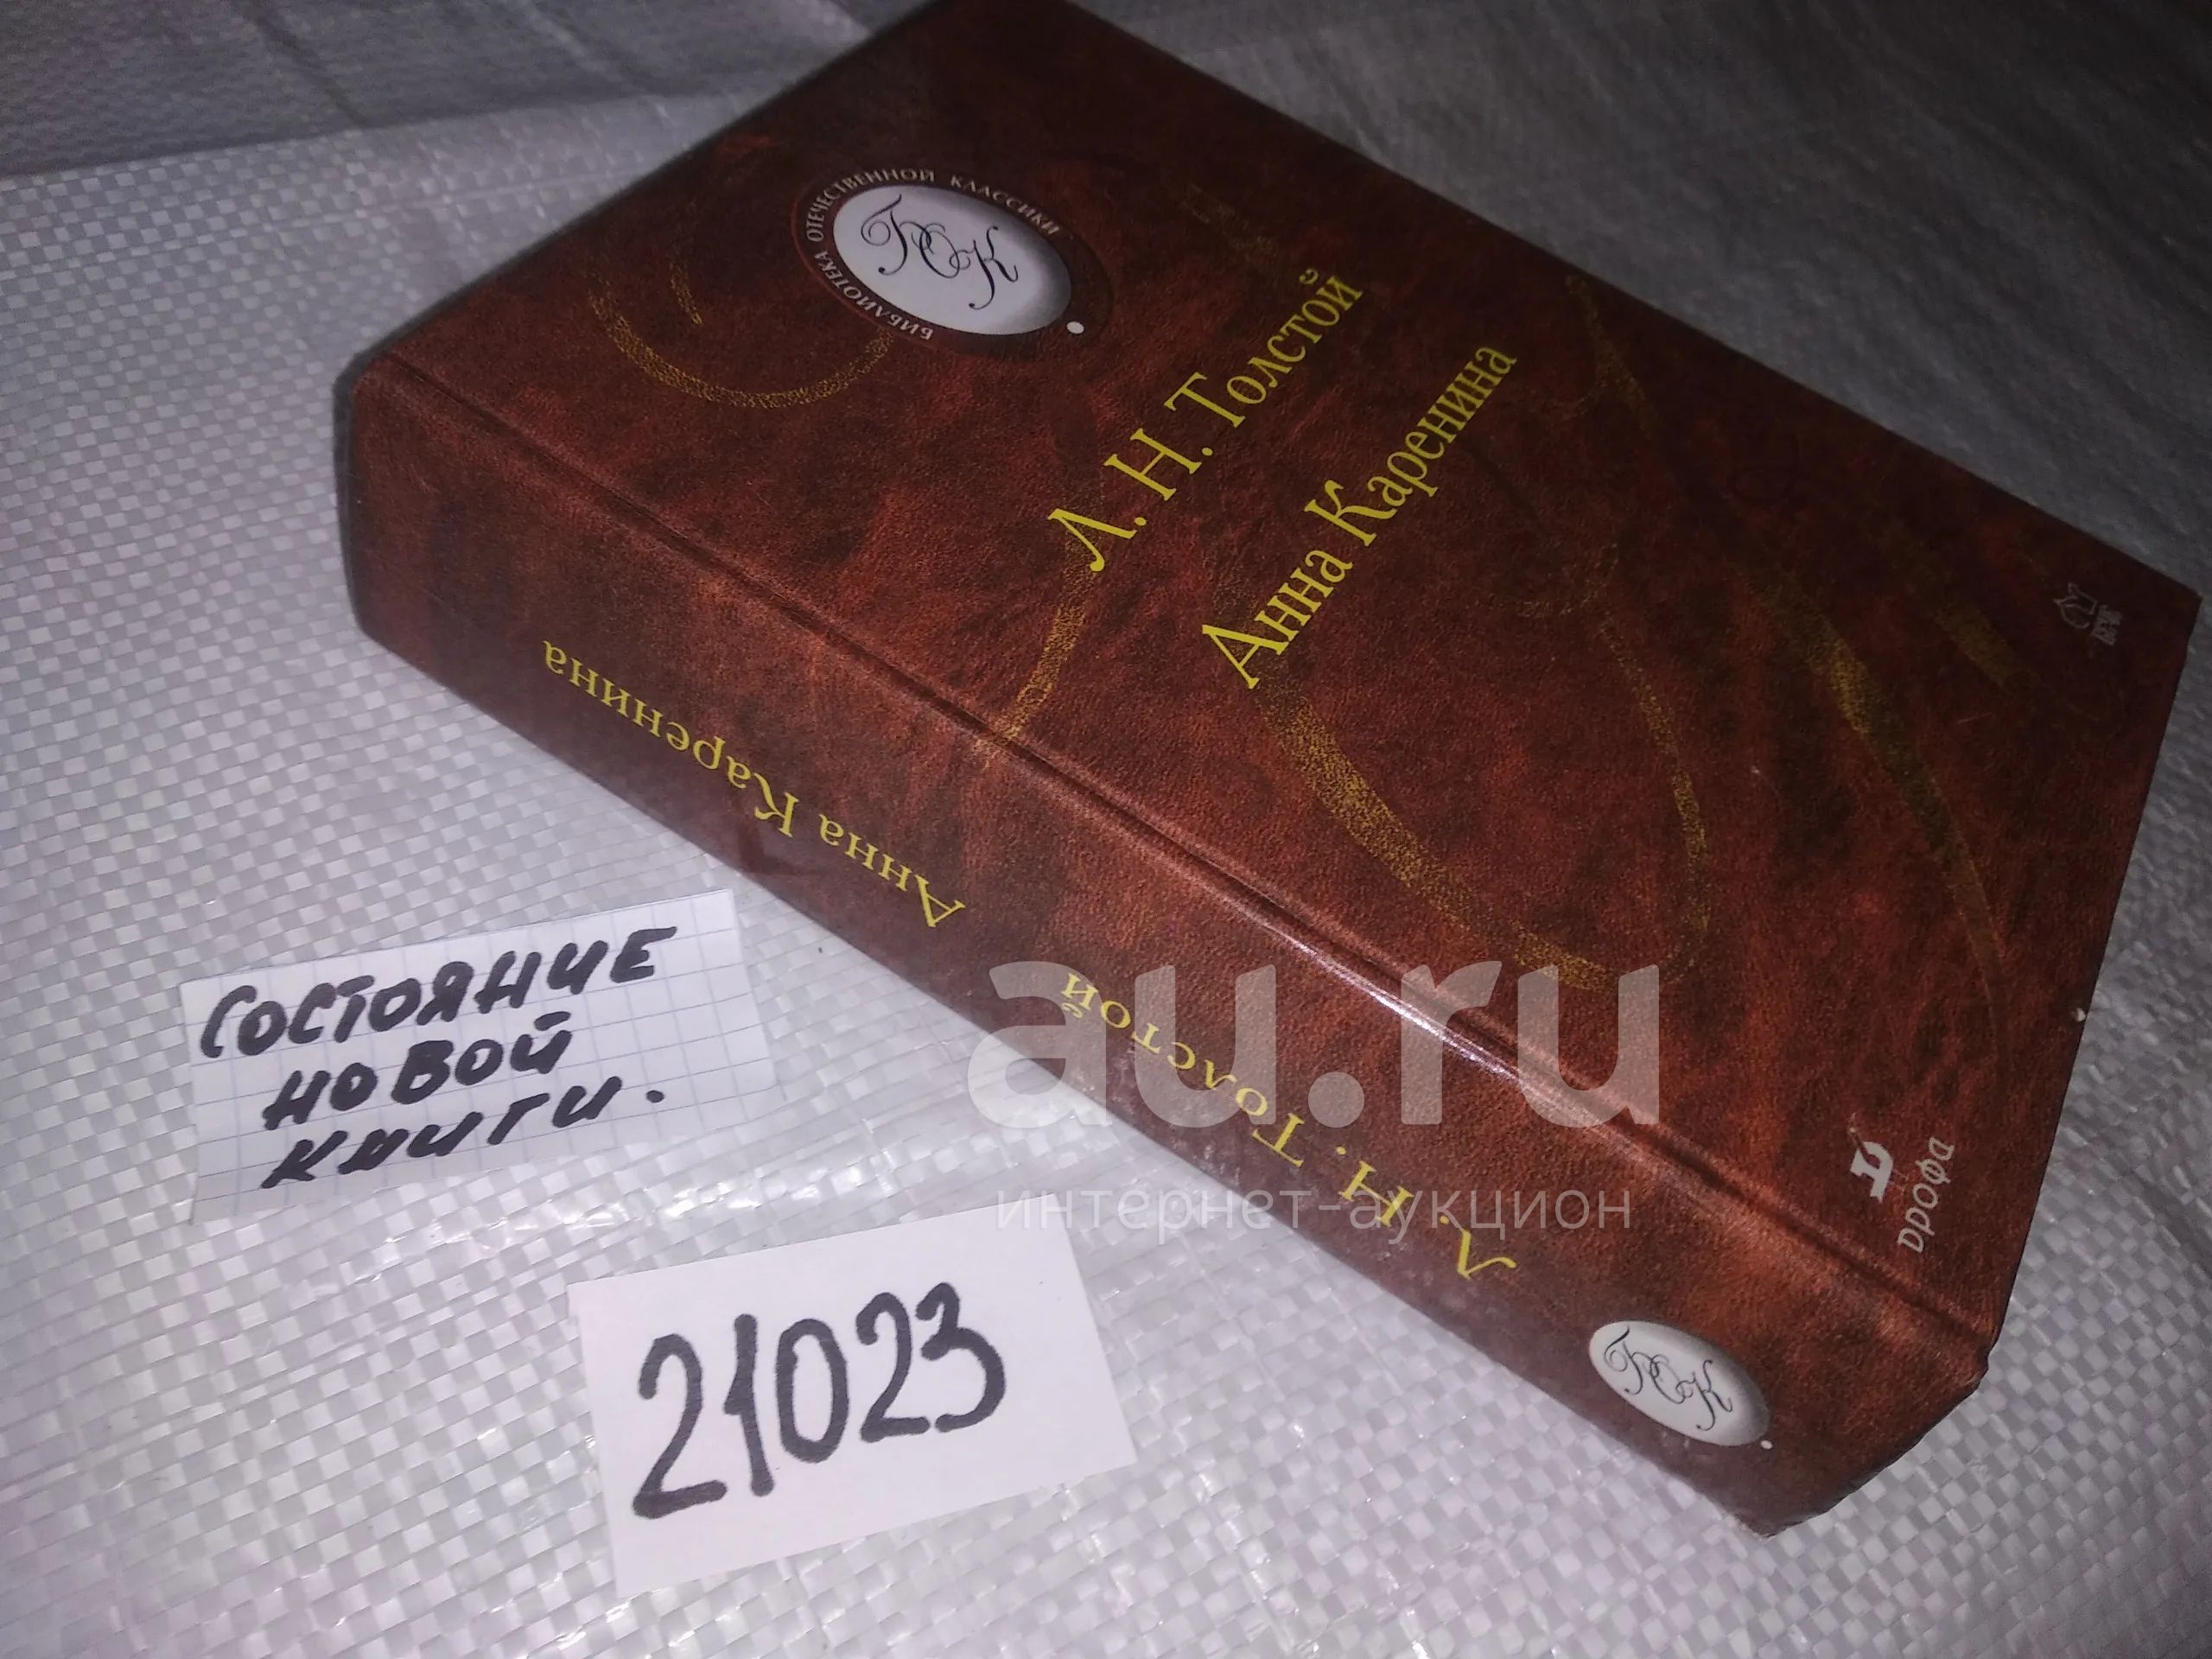 БИБЛИОТЕКА ОТЕЧЕСТВЕННОЙ КЛАССИКИ
БОК
Л. Н. Толстой
Анна Каренина
дрофа
Л. Н. Толстой Анна Каренина
БОК
СОСТОЯНИЕ
НОВОЙ
КНИГИ.
21023
au.ru
интернет-аукцион